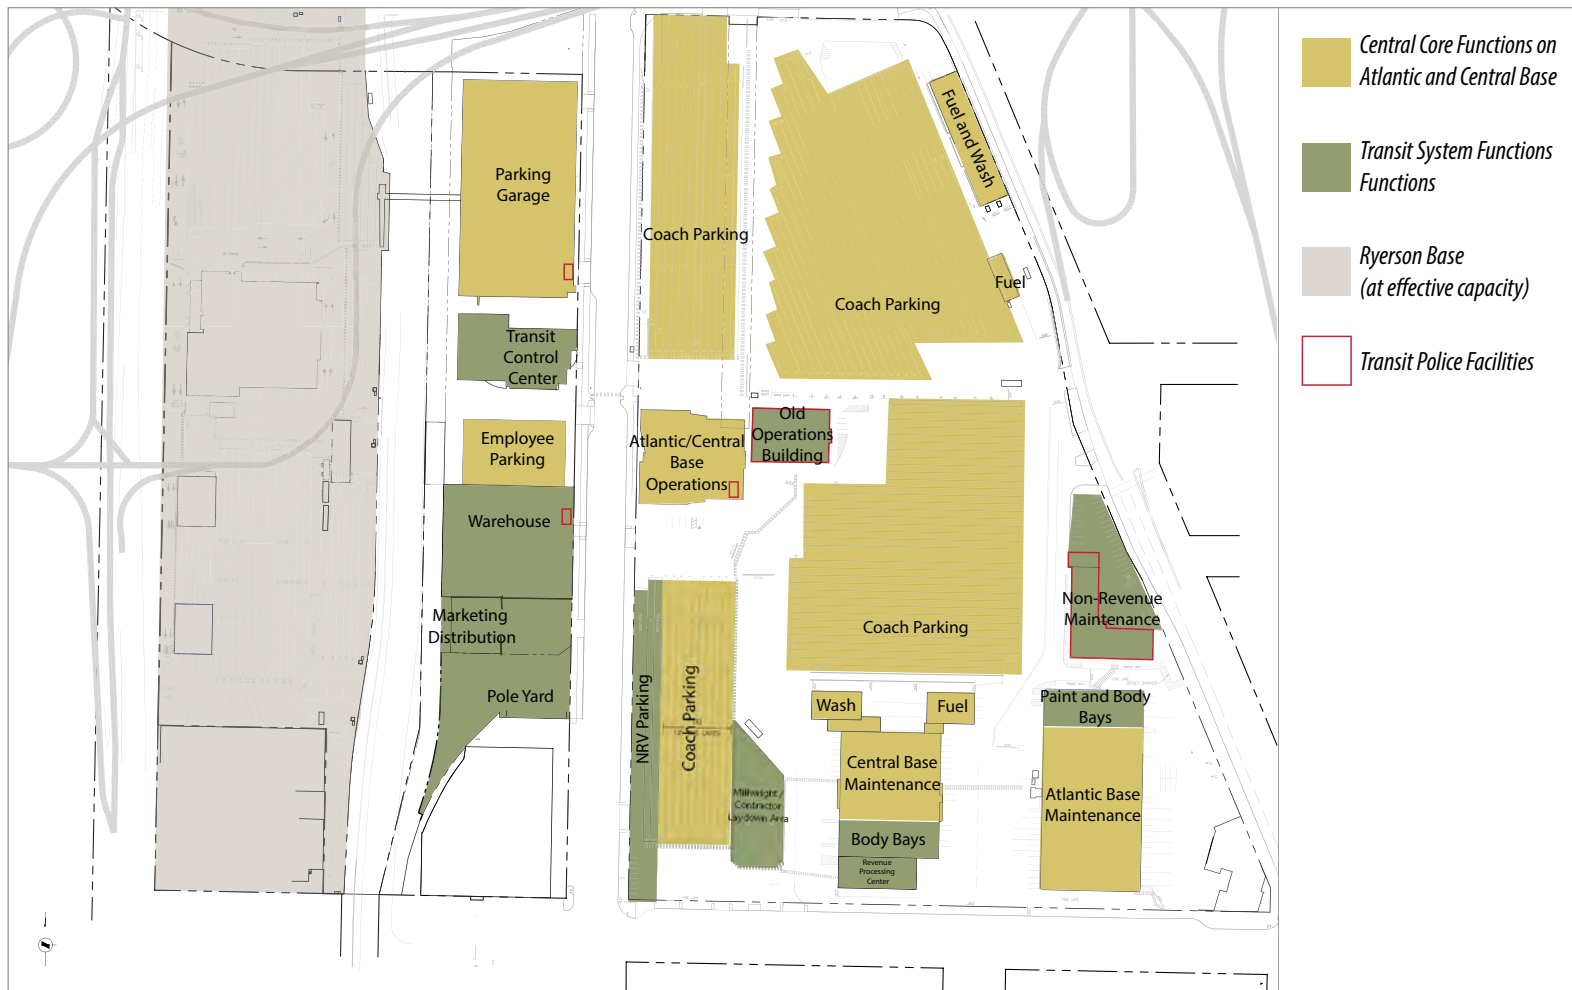 Central Core Functions on
Atlantic and Central Base
Transit System Functions
Functions
Ryerson Base
(at effective capacity)
Transit Police Facilities
Parking
Garage
Coach Parking
Coach Parking
Fuel and Wash
Fuel
Transit
Control
Center
Employee
Parking
Atlantic/Central
Base
Operations
Old
Operations
Building
Warehouse
Marketing
Distribution
Pole Yard
NRV Parking
Coach Parking
Millwright /
Contractor
Laydown Area
Coach Parking
Non-Revenue
Maintenance
Wash
Fuel
Central Base
Maintenance
Body Bays
Revenue
Processing
Center
Paint and Body
Bays
Atlantic Base
Maintenance